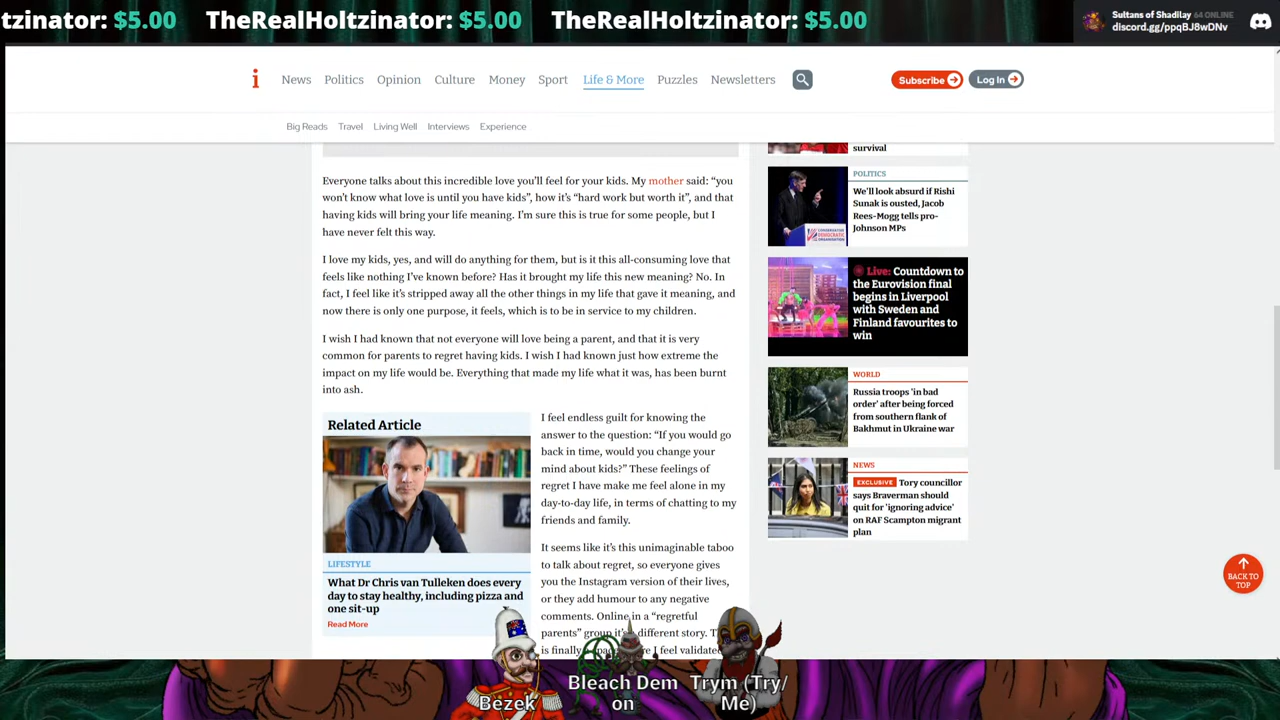 tzinator: $5.00 TheRealHoltzinator: $5.00 TheRealHoltzinator: $5.00
Sultans of Shadilay 64 ONLINE
discord.gg/ppqBJ8wDNv
i News Politics Opinion Culture Money Sport Life & More Puzzles Newsletters Subscribe Log In
Big Reads Travel Living Well Interviews Experience
Everyone talks about this incredible love you'll feel for your kids. My mother said: “you
won't know what love is until you have kids”, how it's “hard work but worth it”, and that
having kids will bring your life meaning. I'm sure this is true for some people, but I
have never felt this way.
I love my kids, yes, and will do anything for them, but is it this all-consuming love that
feels like nothing I've known before? Has it brought my life this new meaning? No. In
fact, I feel like it's stripped away all the other things in my life that gave it meaning, and
now there is only one purpose, it feels, which is to be in service to my children.
I wish I had known that not everyone will love being a parent, and that it is very
common for parents to regret having kids. I wish I had known just how extreme the
impact on my life would be. Everything that made my life what it was, has been burnt
into ash.
Related Article
LIFESTYLE
What Dr Chris van Tulleken does every
day to stay healthy, including pizza and
one sit-up
Read More
I feel endless guilt for knowing the
answer to the question: “If you would go
back in time, would you change your
mind about kids?” These feelings of
regret I have make me feel alone in my
day-to-day life, in terms of chatting to my
friends and family.
It seems like it's this unimaginable taboo
to talk about regret, so everyone gives
you the Instagram version of their lives,
or they add humour to any negative
comments. Online in a “regretful
parents” group it's different story.
is finally I feel validated
survival
POLITICS
We'll look absurd if Rishi
Sunak is ousted, Jacob
Rees-Mogg tells pro-
Johnson MPs
Live: Countdown to
the Eurovision final
begins in Liverpool
with Sweden and
Finland favourites to
win
WORLD
Russia troops 'in bad
order' after being forced
from southern flank of
Bakhmut in Ukraine war
NEWS
EXCLUSIVE Tory councillor
says Braverman should
quit for 'ignoring advice'
on RAF Scampton migrant
plan
BACK TO
TOP
Bezek
Bleach Dem
on
Trym (Try/
Me)